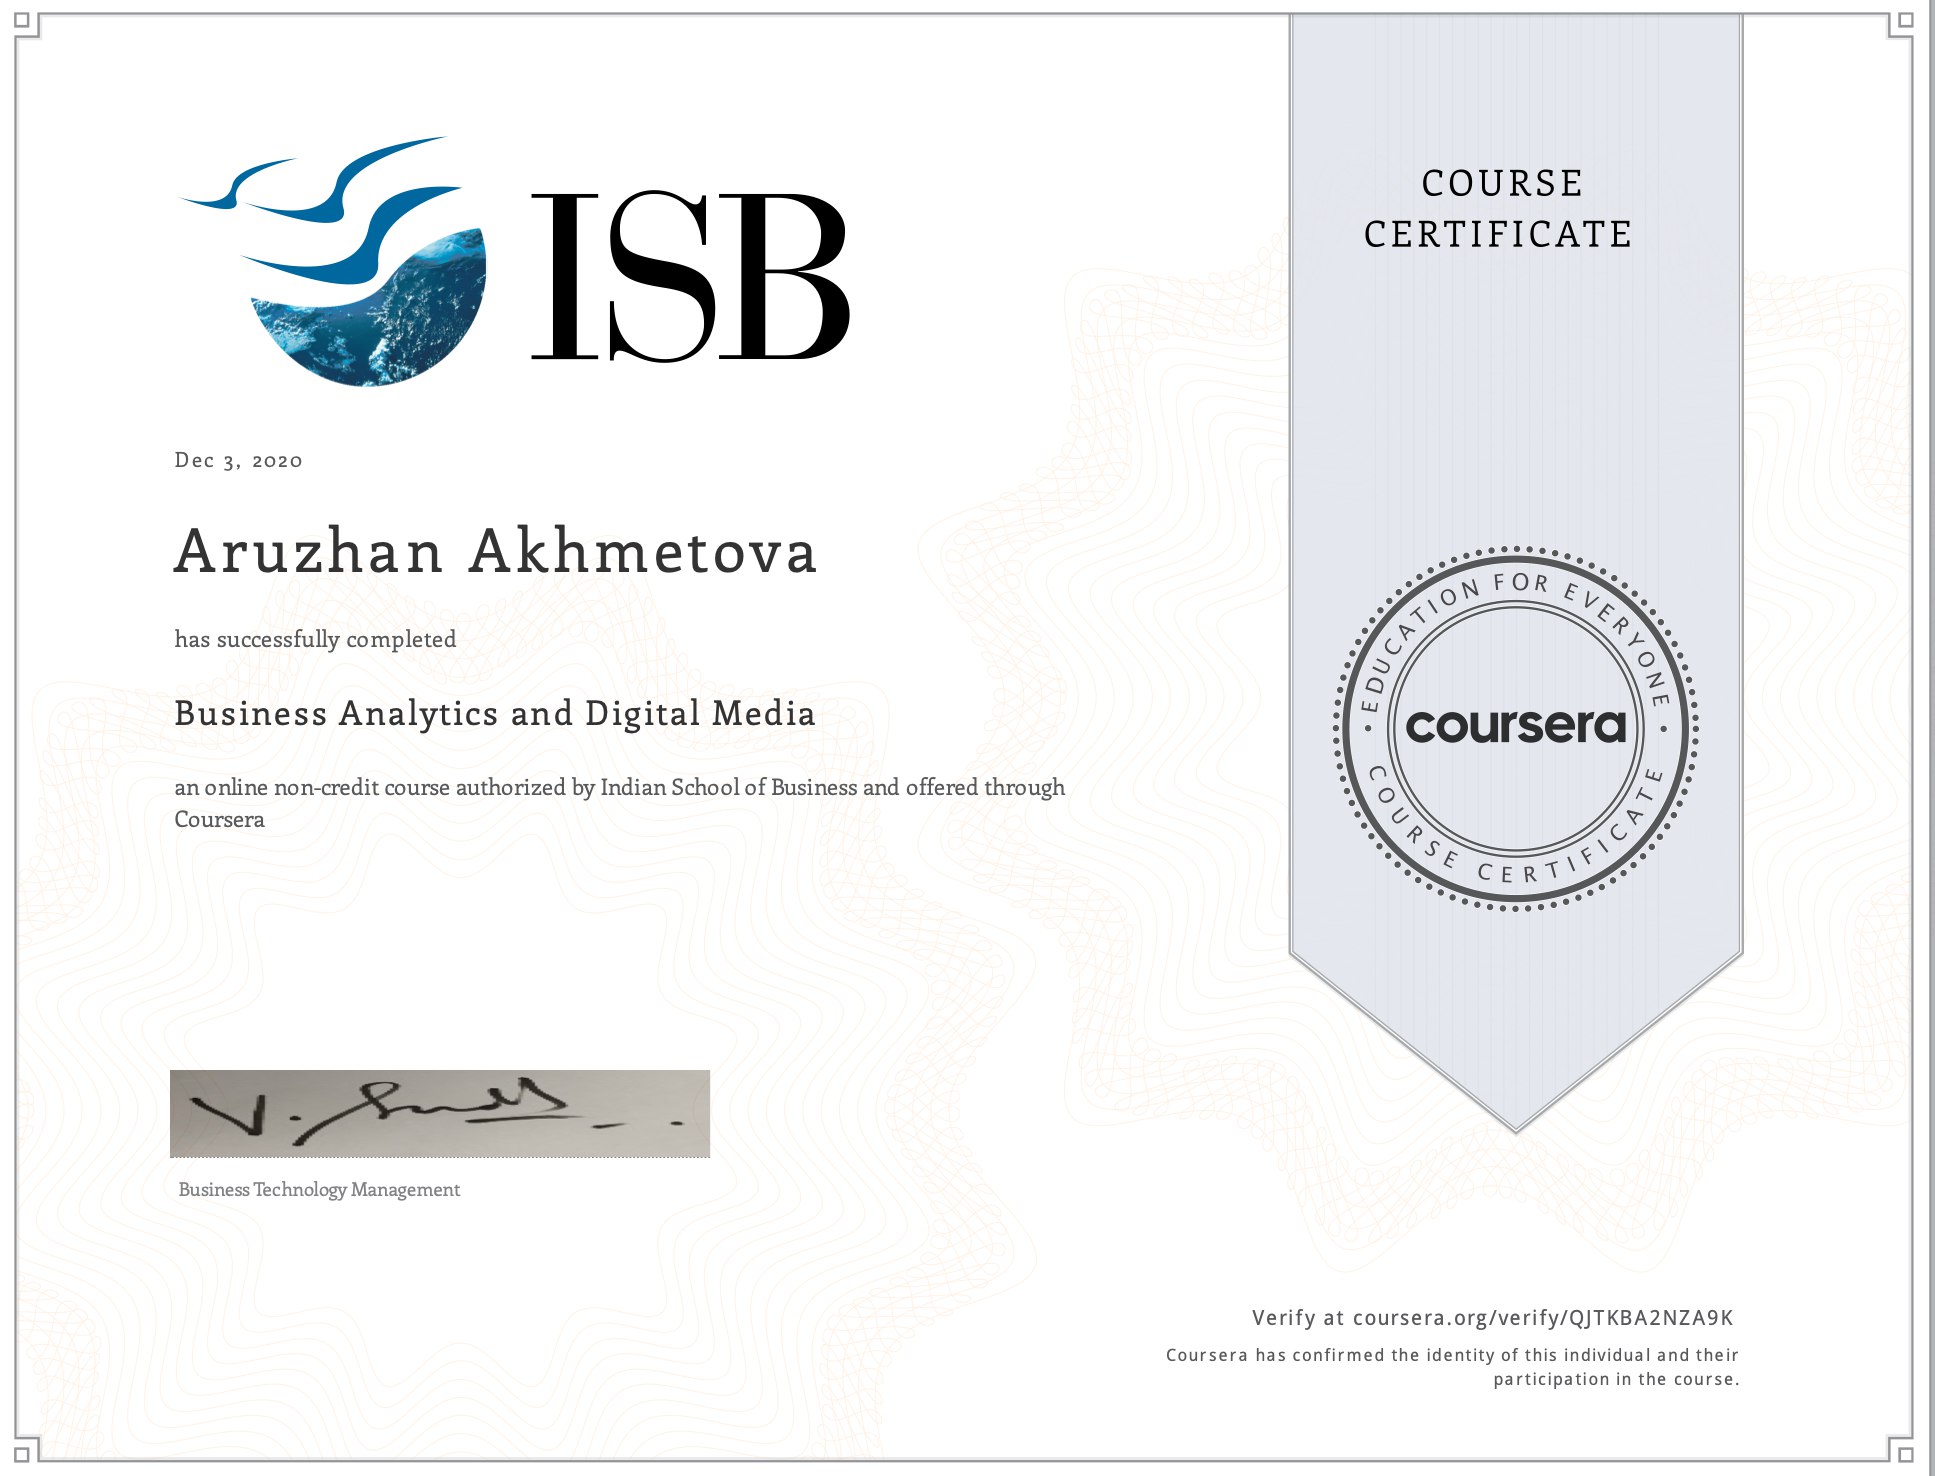 ISB
COURSE
CERTIFICATE
Dec 3, 2020
Aruzhan Akhmetova
has successfully completed
Business Analytics and Digital Media
an online non-credit course authorized by Indian School of Business and offered through
Coursera
EDUCATION FOR EVERYONE
coursera
COURSE CERTIFICATE
Business Technology Management
Verify at coursera.org/verify/QJTKBA2NZA9K
Coursera has confirmed the identity of this individual and their
participation in the course.